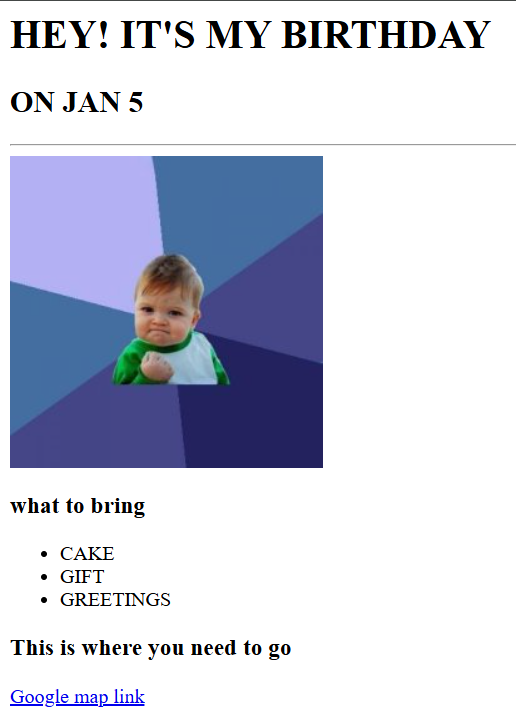 HEY! IT'S MY BIRTHDAY
ON JAN 5
what to bring
CAKE
GIFT
GREETINGS
This is where you need to go
Google map link